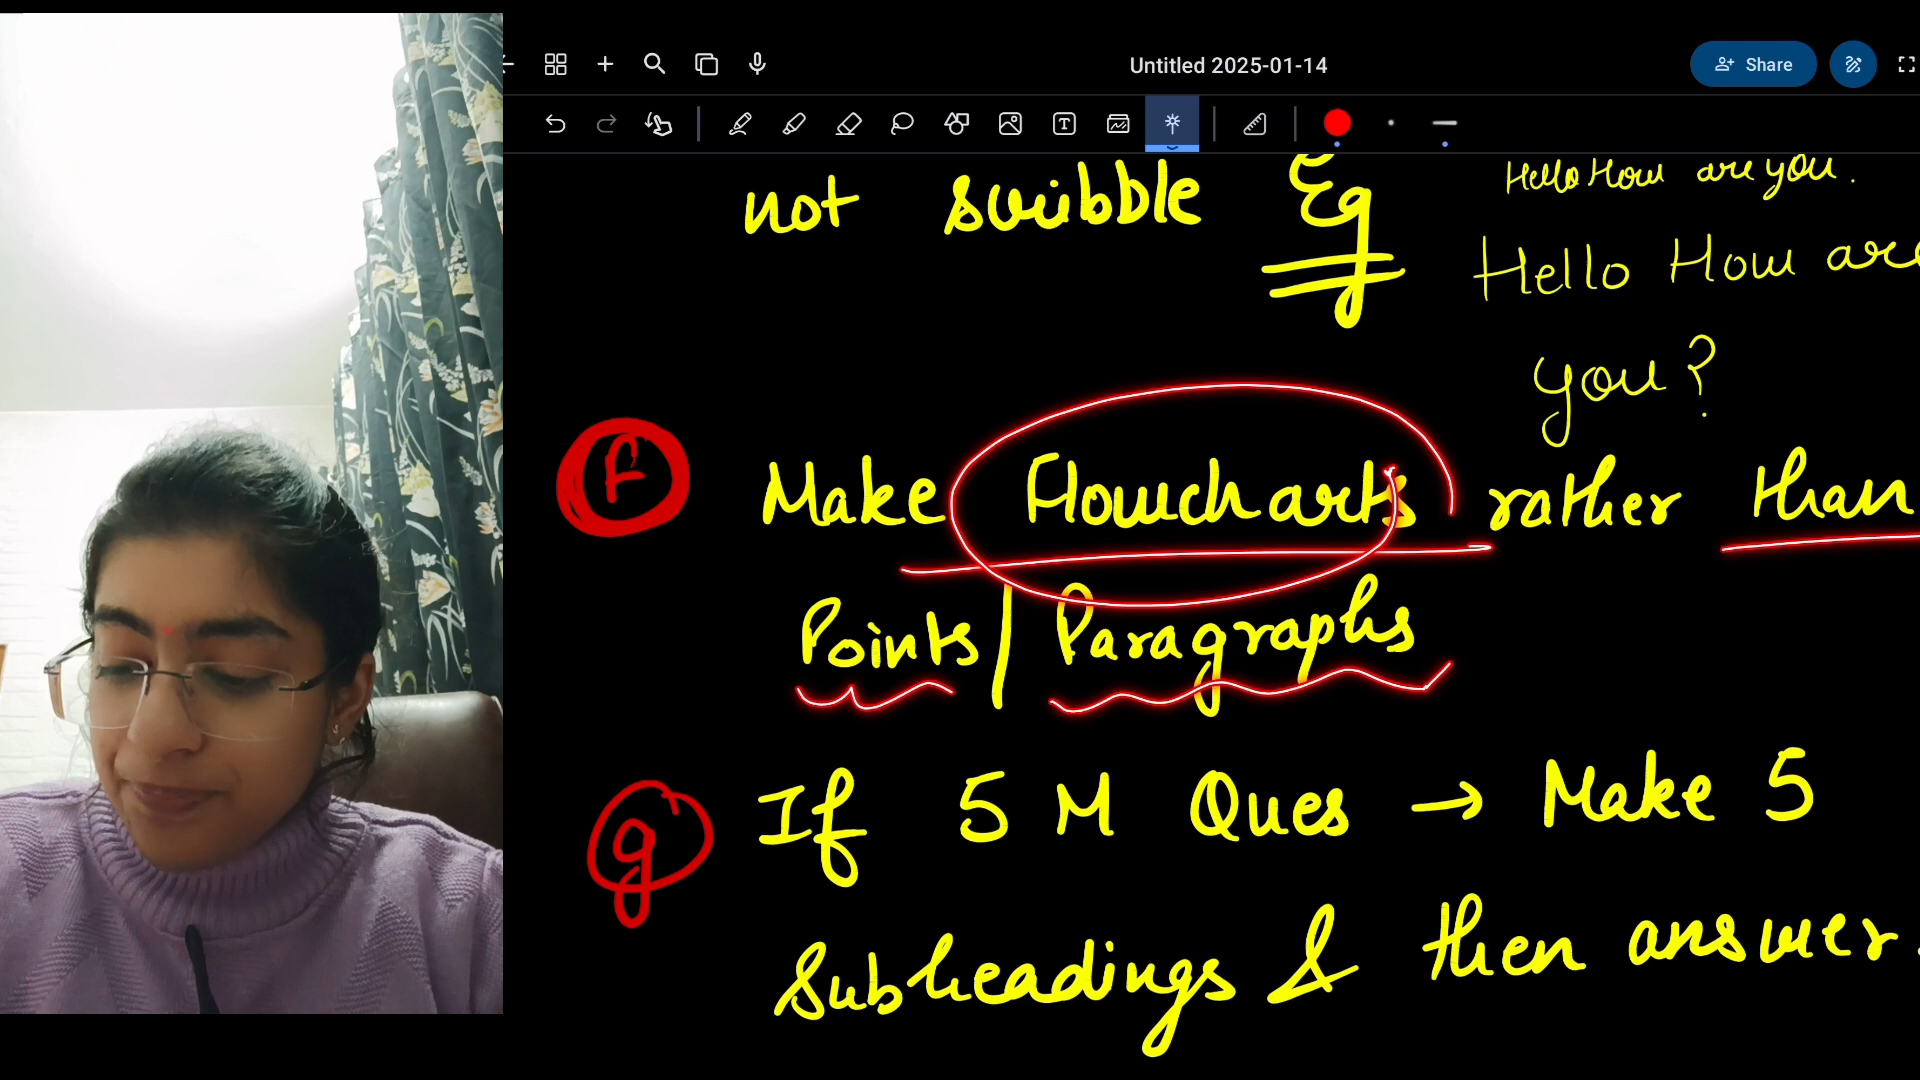 Untitled 2025-01-14
Share
not scribble Eg
Hello How are you.
Hello How are
you?
f Make Flowcharts rather than
Points / Paragraphs
g If 5 M Ques → Make 5
Subheadings & then answer.